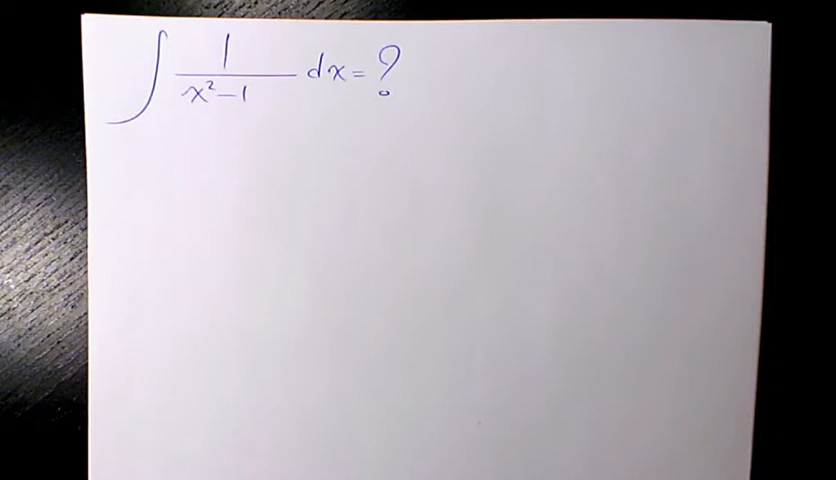 ∫ 1/(x²-1) dx = ?